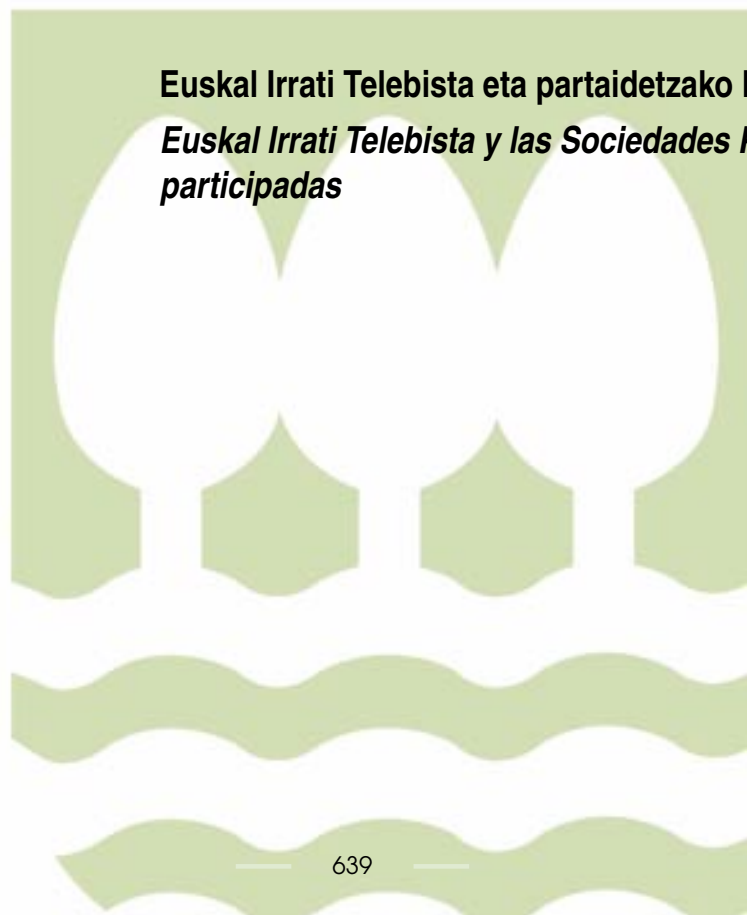 Euskal Irrati Telebista eta partaidetzako
Euskal Irrati Telebista y las Sociedades
participadas
639